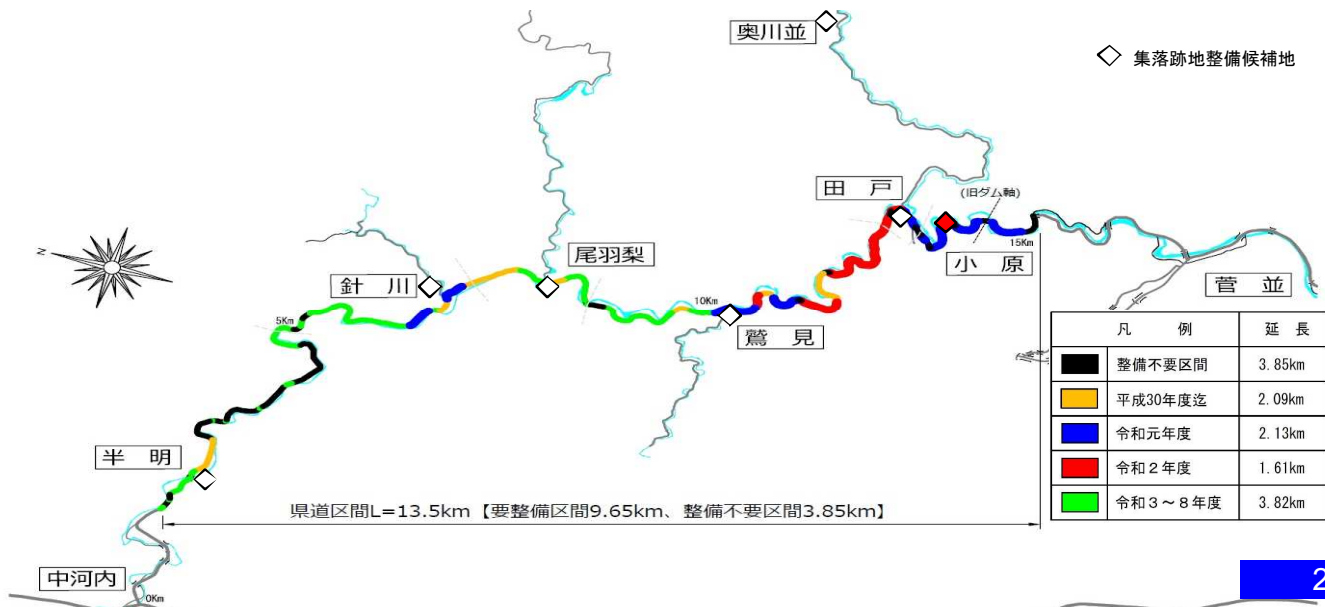 奥川並
集落跡地整備候補地
田 戸
(旧ダム軸)
N
尾羽梨
15Km
小 原
針 川
菅 並
10Km
5Km
鷲 見
凡 例 延 長
整備不要区間 3.85km
平成30年度迄 2.09km
令和元年度 2.13km
令和２年度 1.61km
令和３～８年度 3.82km
半 明
県道区間L=13.5km【要整備区間9.65km、整備不要区間3.85km】
中河内
0Km
2